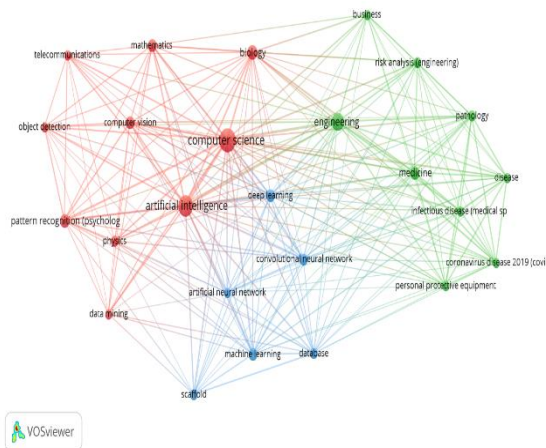 business
mathematics
telecommunications
biology
risk analysis (engineering)
object detection
computer vision
engineering
pathology
computer science
medicine
disease
deep learning
artificial intelligence
infectious disease (medical sp
pattern recognition (psycholog
physics
convolutional neural network
coronavirus disease 2019 (covi
artificial neural network
personal protective equipment
data mining
machine learning
database
scaffold
VOSviewer